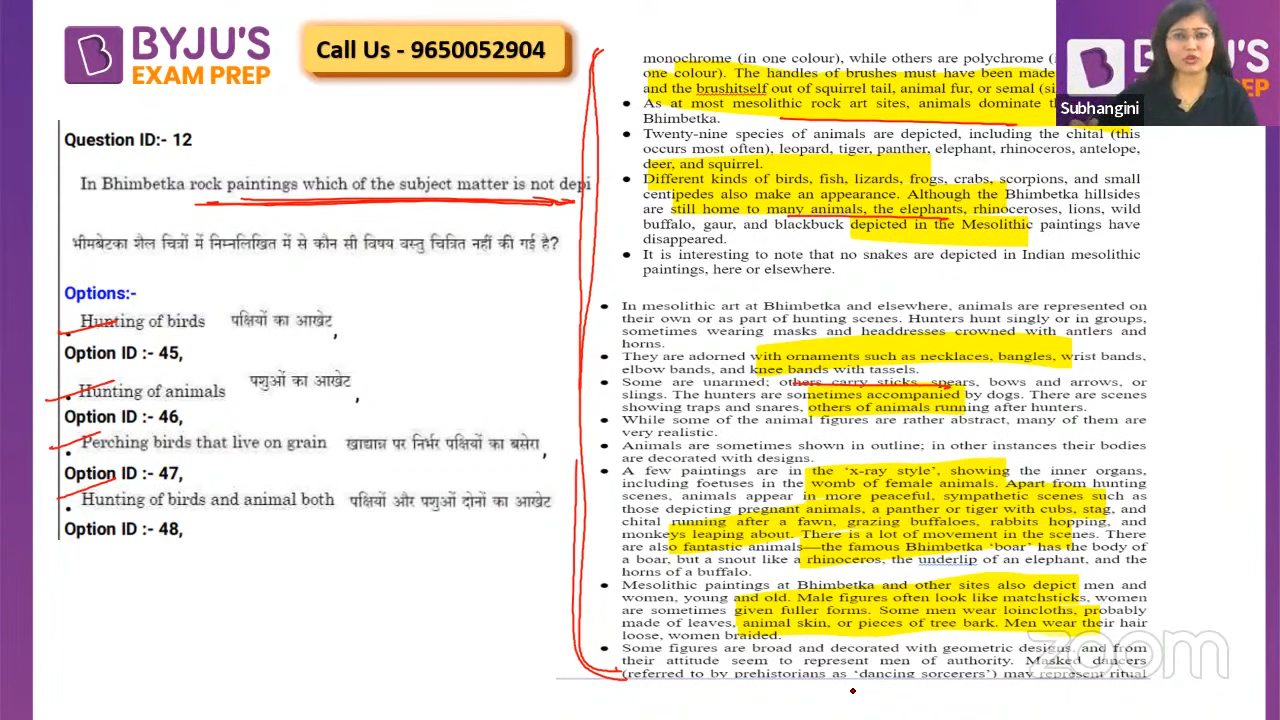 BYJU'S
EXAM PREP
Call Us - 9650052904
Subhangini
Question ID:- 12
In Bhimbetka rock paintings which of the subject matter is not depi
भीमबेटका शैल चित्रों में निम्नलिखित में से कौन सी विषय वस्तु चित्रित नहीं की गई है?
Options:-
Hunting of birds पक्षियों का आखेट,
Option ID :- 45,
Hunting of animals पशुओं का आखेट,
Option ID :- 46,
Perching birds that live on grain खाद्यान्न पर निर्भर पक्षियों का बसेरा,
Option ID :- 47,
Hunting of birds and animal both पक्षियों और पशुओं दोनों का आखेट
Option ID :- 48,
monochrome (in one colour), while others are polychrome
one colour). The handles of brushes must have been made
and the brushitself out of squirrel tail, animal fur, or semal
• As at most mesolithic rock art sites, animals dominate
Bhimbetka.
• Twenty-nine species of animals are depicted, including the chital (this
occurs most often), leopard, tiger, panther, elephant, rhinoceros, antelope,
deer, and squirrel.
• Different kinds of birds, fish, lizards, frogs, crabs, scorpions, and small
centipedes also make an appearance. Although the Bhimbetka hillsides
are still home to many animals, the elephants, rhinoceroses, lions, wild
buffalo, gaur, and blackbuck depicted in the Mesolithic paintings have
disappeared.
• It is interesting to note that no snakes are depicted in Indian mesolithic
paintings, here or elsewhere.
• In mesolithic art at Bhimbetka and elsewhere, animals are represented on
their own or as part of hunting scenes. Hunters hunt singly or in groups,
sometimes wearing masks and headdresses crowned with antlers and
horns.
• They are adorned with ornaments such as necklaces, bangles, wrist bands,
elbow bands, and knee bands with tassels.
• Some are unarmed; others carry sticks, spears, bows and arrows, or
slings. The hunters are sometimes accompanied by dogs. There are scenes
showing traps and snares, others of animals running after hunters.
• While some of the animal figures are rather abstract, many of them are
very realistic.
• Animals are sometimes shown in outline; in other instances their bodies
are decorated with designs.
• A few paintings are in the 'x-ray style', showing the inner organs,
including foetuses in the womb of female animals. Apart from hunting
scenes, animals appear in more peaceful, sympathetic scenes such as
those depicting pregnant animals, a panther or tiger with cubs, stag, and
chital running after a fawn, grazing buffaloes, rabbits hopping, and
monkeys leaping about. There is a lot of movement in the scenes. There
are also fantastic animals—the famous Bhimbetka 'boar' has the body of
a boar, but a snout like a rhinoceros, the underlip of an elephant, and the
horns of a buffalo.
• Mesolithic paintings at Bhimbetka and other sites also depict men and
women, young and old. Male figures often look like matchsticks, women
are sometimes given fuller forms. Some men wear loincloths, probably
made of leaves, animal skin, or pieces of tree bark. Men wear their hair
loose, women braided.
• Some figures are broad and decorated with geometric designs, and from
their attitude seem to represent men of authority. Masked dancers
(referred to by prehistorians as 'dancing sorcerers') may represent ritual
zoom